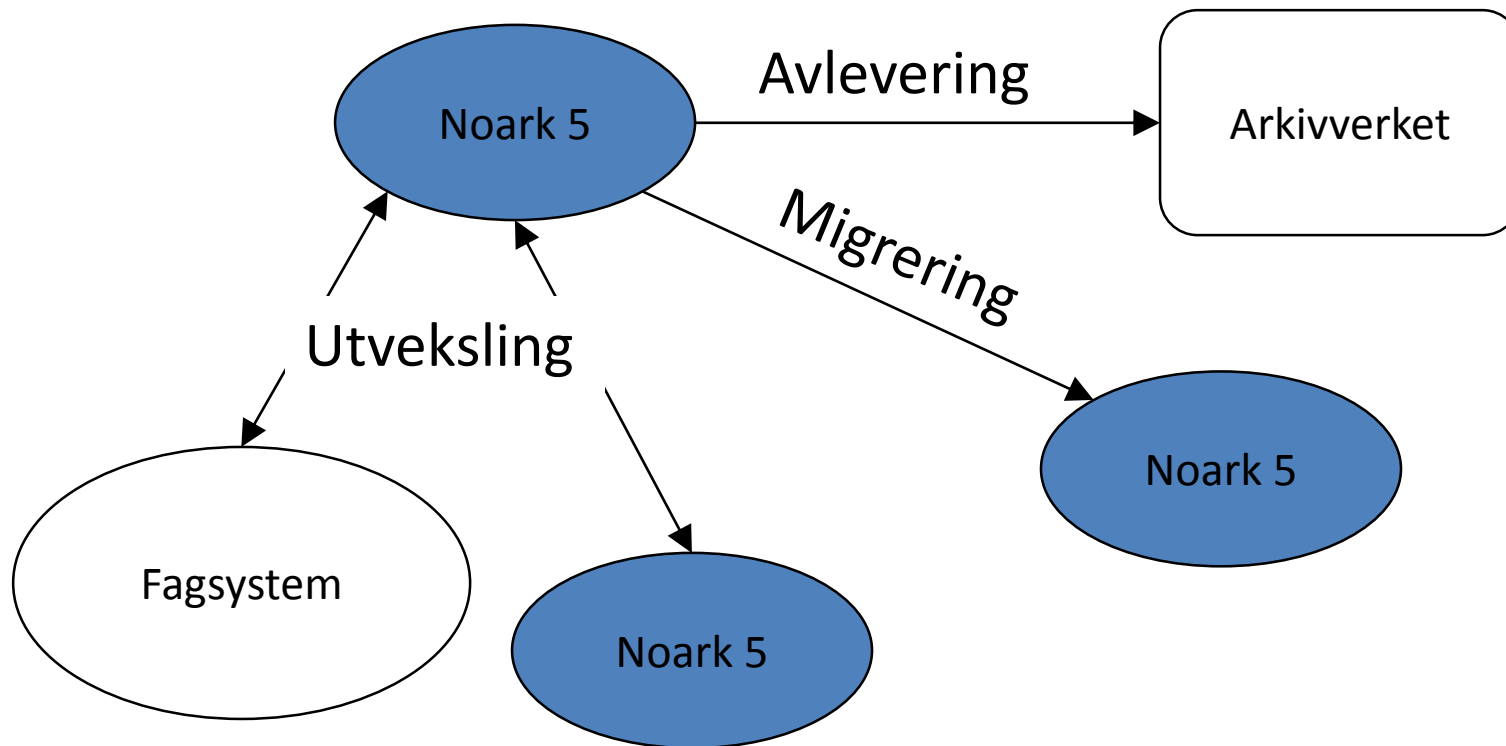 Avlevering
Noark 5
Arkivverket
Migrering
Utveksling
Noark 5
Fagsystem
Noark 5